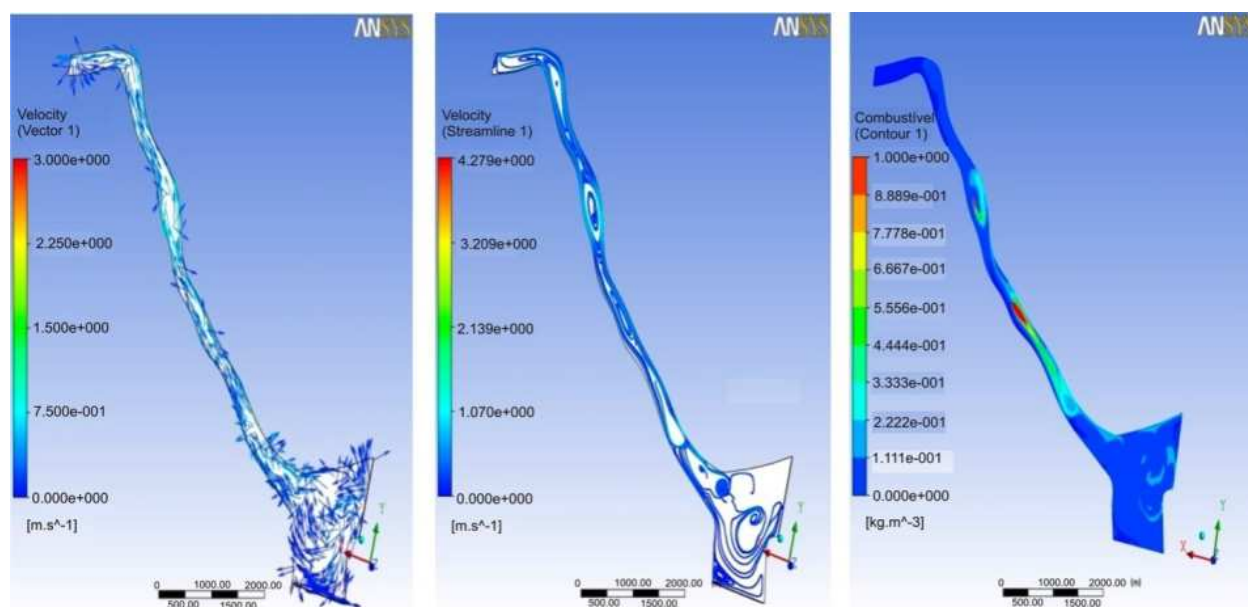 ANSYS
Velocity
(Vector 1)
3.000e+000
2.250e+000
1.500e+000
7.500e-001
0.000e+000
[m.s^-1]
Y
Z
0
1000.00
2000.00
500.00
1500.00
ANSYS
Velocity
(Streamline 1)
4.279e+000
3.209e+000
2.139e+000
1.070e+000
0.000e+000
[m.s^-1]
Y
Z
0
1000.00
2000.00
500.00
1500.00
ANSYS
Combustível
(Contour 1)
1.000e+000
8.889e-001
7.778e-001
6.667e-001
5.556e-001
4.444e-001
3.333e-001
2.222e-001
1.111e-001
0.000e+000
[kg.m^-3]
Y
X
Z
0
1000.00
2000.00 (m)
500.00
1500.00